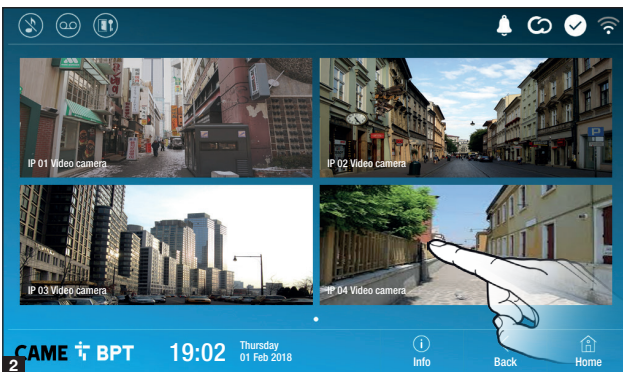 IP 01 Video camera
IP 02 Video camera
IP 03 Video camera
IP 04 Video camera
CAME BPT
19:02
Thursday
01 Feb 2018
Info
Back
Home
2